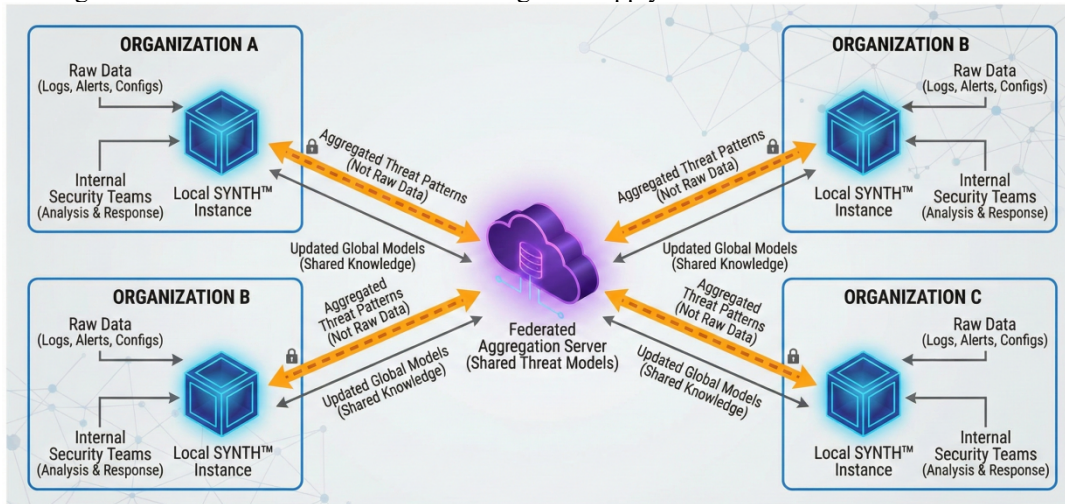 ORGANIZATION A
Raw Data
(Logs, Alerts, Configs)
Internal
Security Teams
(Analysis & Response)
Local SYNTH™
Instance
Aggregated Threat Patterns
(Not Raw Data)
Updated Global Models
(Shared Knowledge)
ORGANIZATION B
Raw Data
(Logs, Alerts, Configs)
Internal
Security Teams
(Analysis & Response)
Local SYNTH™
Instance
Aggregated Threat Patterns
(Not Raw Data)
Updated Global Models
(Shared Knowledge)
Federated
Aggregation Server
(Shared Threat Models)
ORGANIZATION B
Raw Data
(Logs, Alerts, Configs)
Internal
Security Teams
(Analysis & Response)
Local SYNTH™
Instance
Aggregated
Threat Patterns
(Not Raw Data)
Updated Global Models
(Shared Knowledge)
ORGANIZATION C
Raw Data
(Logs, Alerts, Configs)
Internal
Security Teams
(Analysis & Response)
Local SYNTH™
Instance
Aggregated
Threat Patterns
(Not Raw Data)
Updated Global Models
(Shared Knowledge)